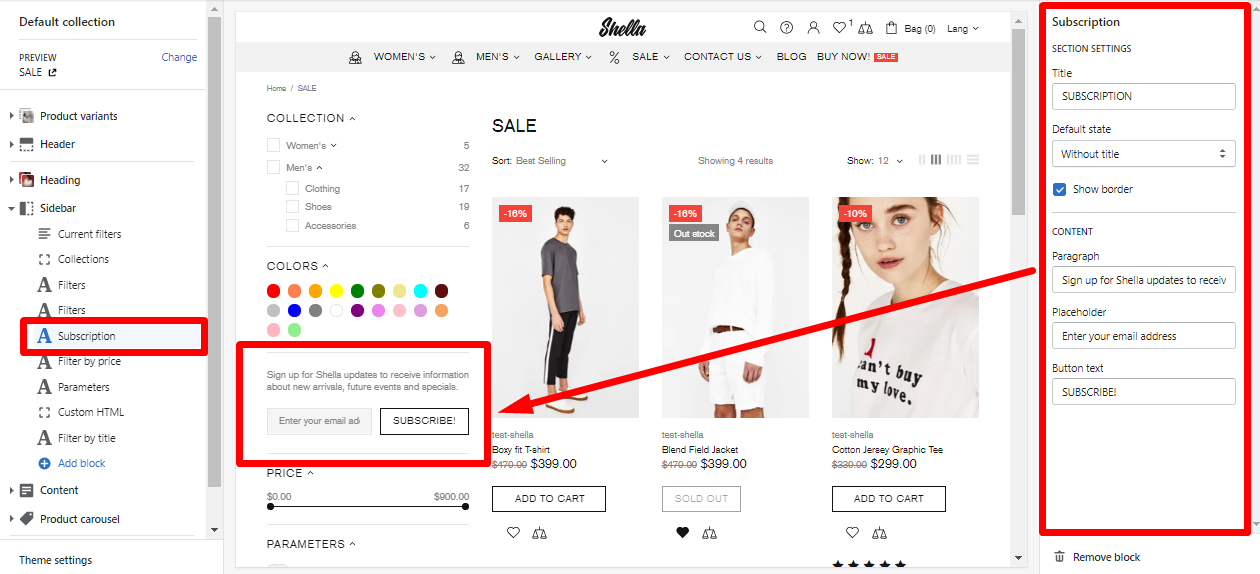 Default collection
PREVIEW
Change
SALE
Product variants
Header
Heading
Sidebar
Current filters
Collections
Filters
Filters
Subscription
Filter by price
Parameters
Custom HTML
Filter by title
Add block
Content
Product carousel
Theme settings
Shella
1
Bag (0)
Lang
WOMEN'S
MEN'S
GALLERY
SALE
CONTACT US
BLOG
BUY NOW! SALE
Home / SALE
COLLECTION
Women's 5
Men's 32
Clothing 17
Shoes 19
Accessories 6
COLORS
Sign up for Shella updates to receive information
about new arrivals, future events and specials.
Enter your email ad
SUBSCRIBE!
PRICE
$0.00 $900.00
PARAMETERS
SALE
Sort: Best Selling
Showing 4 results
Show: 12
-16%
test-shella
Boxy fit T-shirt
$470.00 $399.00
ADD TO CART
-16%
Out stock
test-shella
Blend Field Jacket
$470.00 $399.00
SOLD OUT
-10%
can't buy
my love.
test-shella
Cotton Jersey Graphic Tee
$330.00 $299.00
ADD TO CART
Subscription
SECTION SETTINGS
Title
SUBSCRIPTION
Default state
Without title
Show border
CONTENT
Paragraph
Sign up for Shella updates to receiv
Placeholder
Enter your email address
Button text
SUBSCRIBE!
Remove block